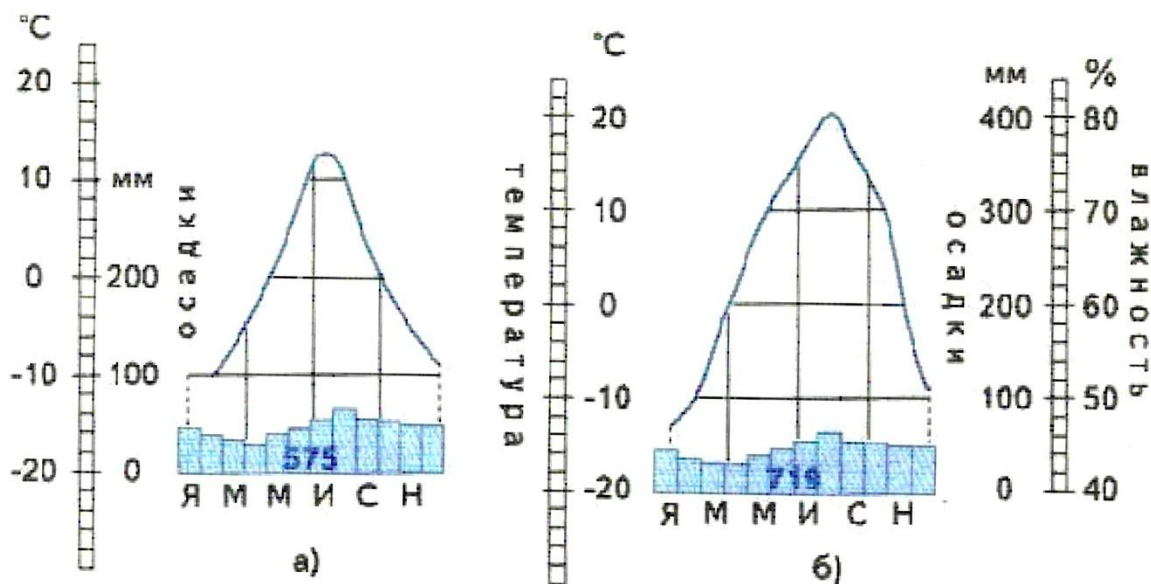 °C
20
10
0
-10
-20
мм
200
100
0
осадки
575
Я М М И С Н
а)
температура
°C
20
10
0
-10
-20
719
Я М М И С Н
б)
осадки
мм
400
300
200
100
0
%
80
70
60
50
40
влажность